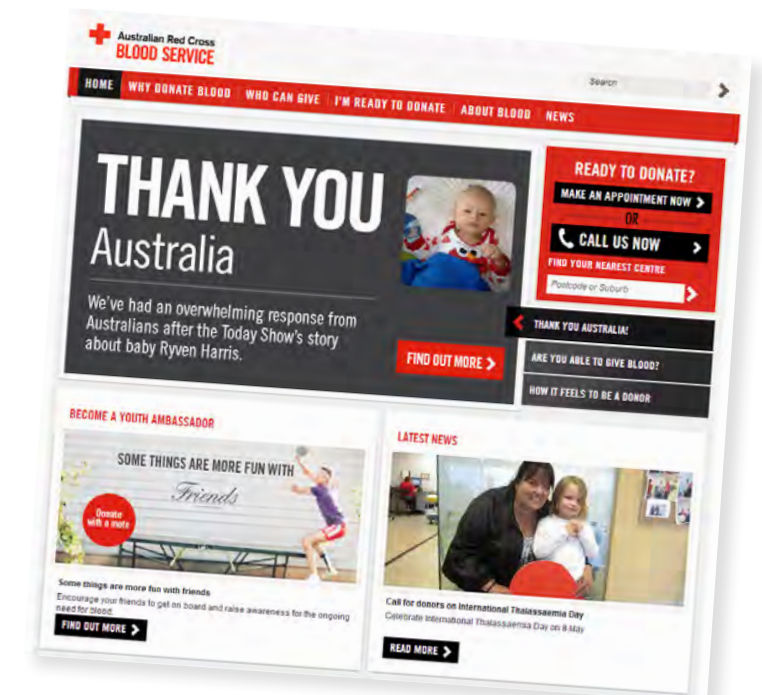 Australian Red Cross
BLOOD SERVICE
Search
HOME WHY DONATE BLOOD WHO CAN GIVE I'M READY TO DONATE ABOUT BLOOD NEWS
THANK YOU
Australia
We've had an overwhelming response from
Australians after the Today Show's story
about baby Ryven Harris.
FIND OUT MORE
READY TO DONATE?
MAKE AN APPOINTMENT NOW
OR
CALL US NOW
FIND YOUR NEAREST CENTRE
Postcode or Suburb
THANK YOU AUSTRALIA!
ARE YOU ABLE TO GIVE BLOOD?
HOW IT FEELS TO BE A DONOR
BECOME A YOUTH AMBASSADOR
SOME THINGS ARE MORE FUN WITH
Friends
Donate
with a mate
Some things are more fun with friends
Encourage your friends to get on board and raise awareness for the ongoing
need for blood.
FIND OUT MORE
LATEST NEWS
Call for donors on International Thalassaemia Day
Celebrate International Thalassaemia Day on 8 May
READ MORE